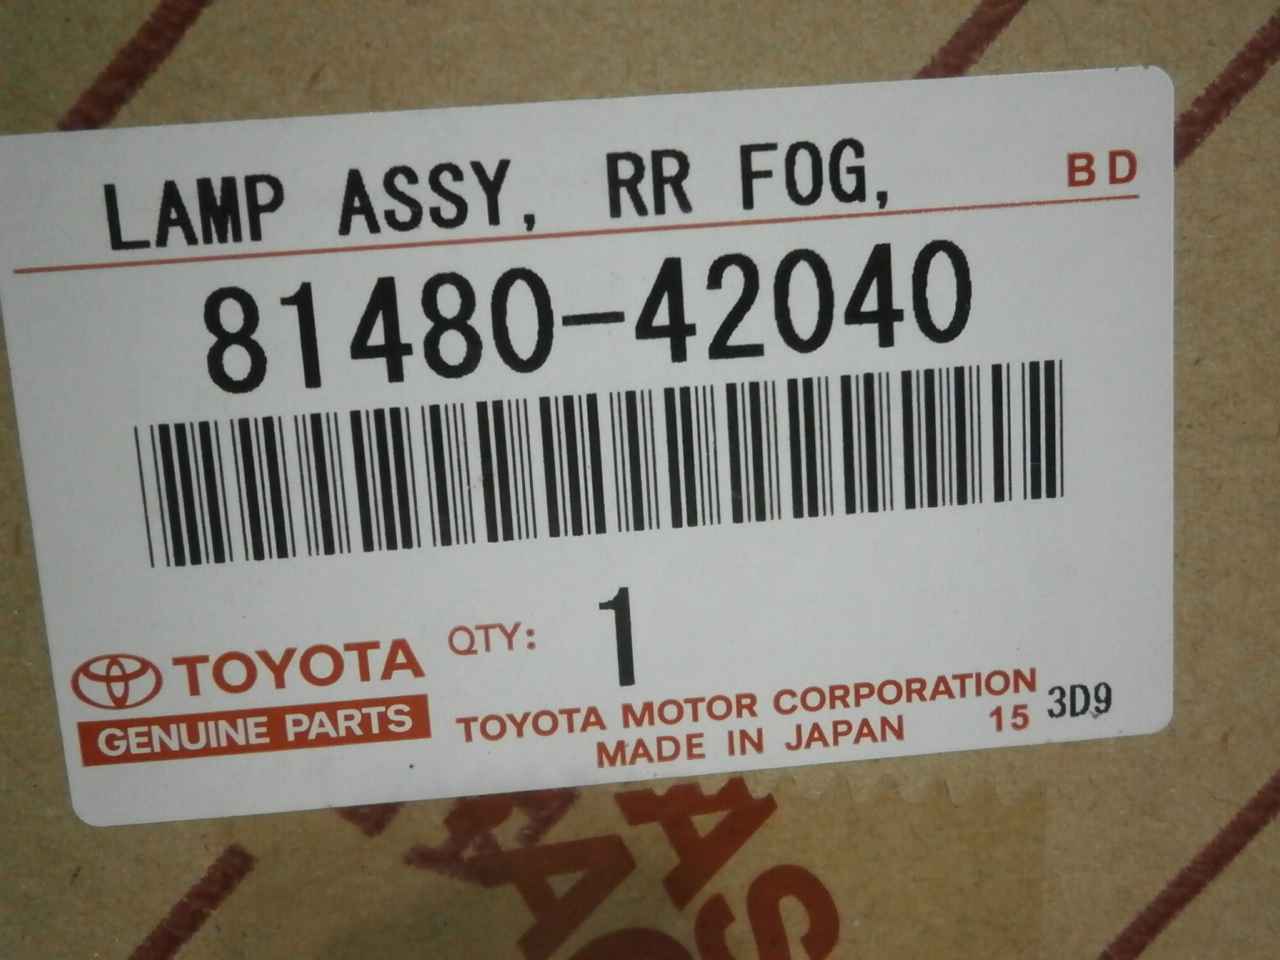 LAMP ASSY, RR FOG,
BD
81480-42040
QTY: 1
TOYOTA
GENUINE PARTS
TOYOTA MOTOR CORPORATION
MADE IN JAPAN 15 3D9